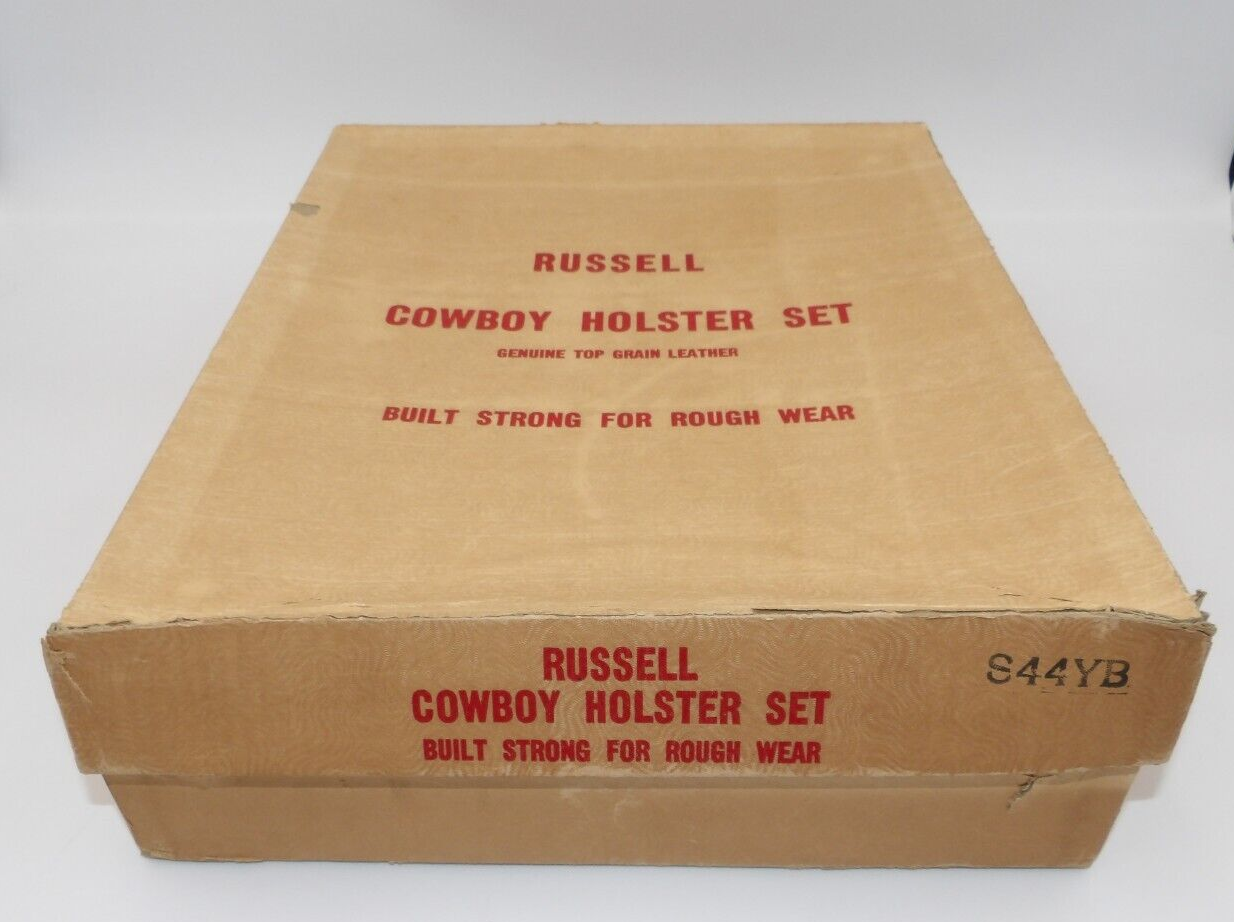 RUSSELL
COWBOY HOLSTER SET
GENUINE TOP GRAIN LEATHER
BUILT STRONG FOR ROUGH WEAR
RUSSELL
COWBOY HOLSTER SET
BUILT STRONG FOR ROUGH WEAR
S44YB